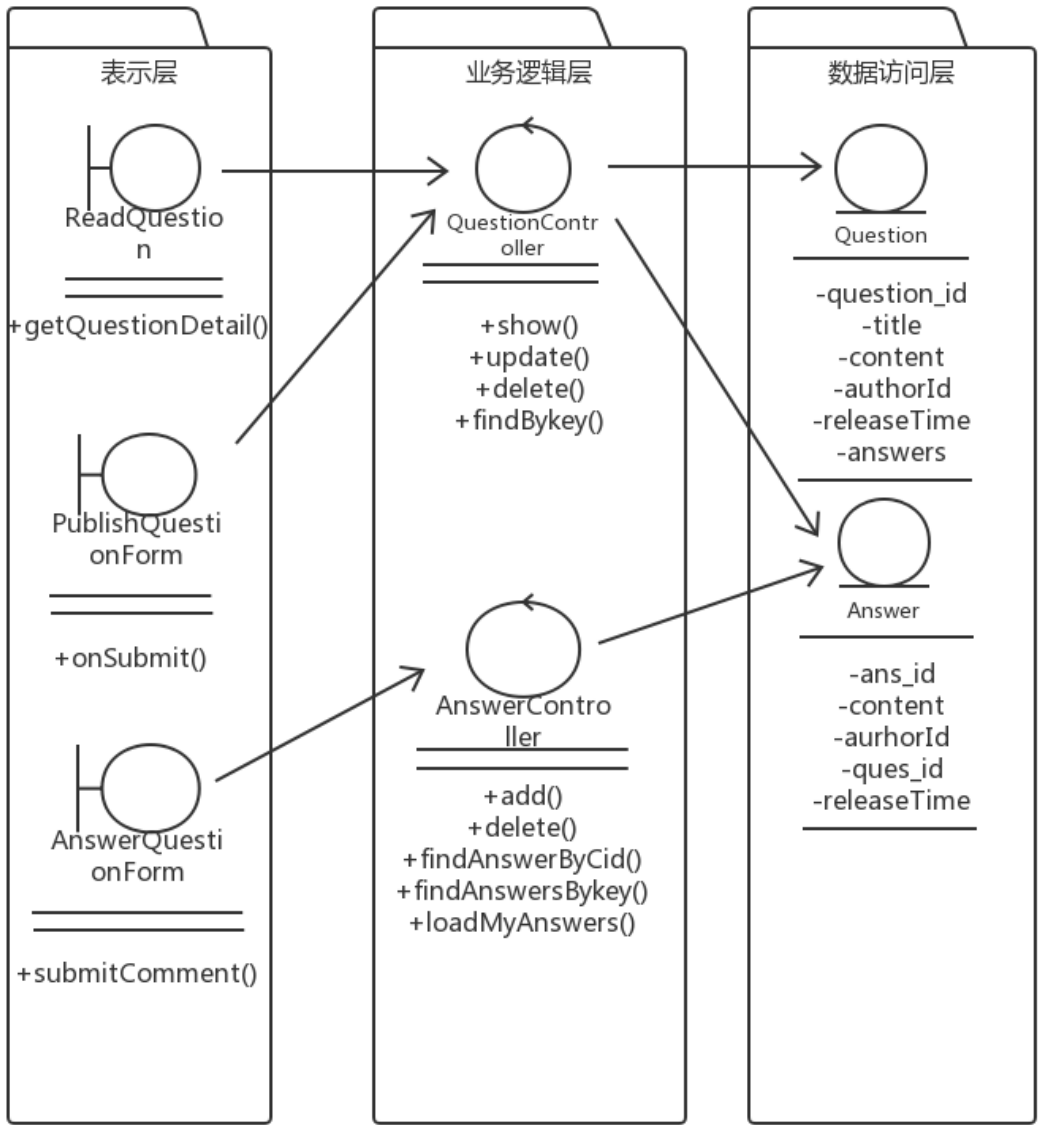 表示层
ReadQuestio
n
+getQuestionDetail()
PublishQuesti
onForm
+onSubmit()
AnswerQuesti
onForm
+submitComment()
业务逻辑层
QuestionContr
oller
+show()
+update()
+delete()
+findBykey()
AnswerContro
ller
+add()
+delete()
+findAnswerByCid()
+findAnswersBykey()
+loadMyAnswers()
数据访问层
Question
-question_id
-title
-content
-authorId
-releaseTime
-answers
Answer
-ans_id
-content
-aurhorId
-ques_id
-releaseTime